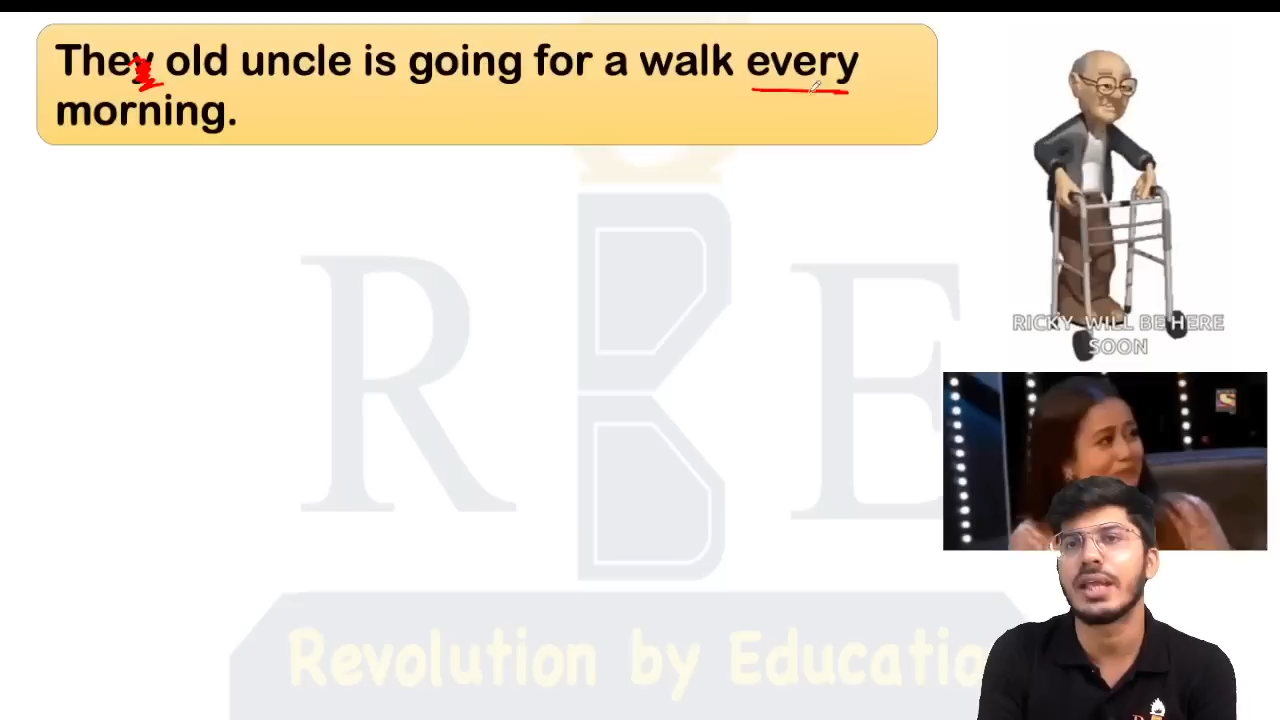 They old uncle is going for a walk every
morning.
RICKY WILL BE HERE
SOON
R B E
Revolution by Educatio